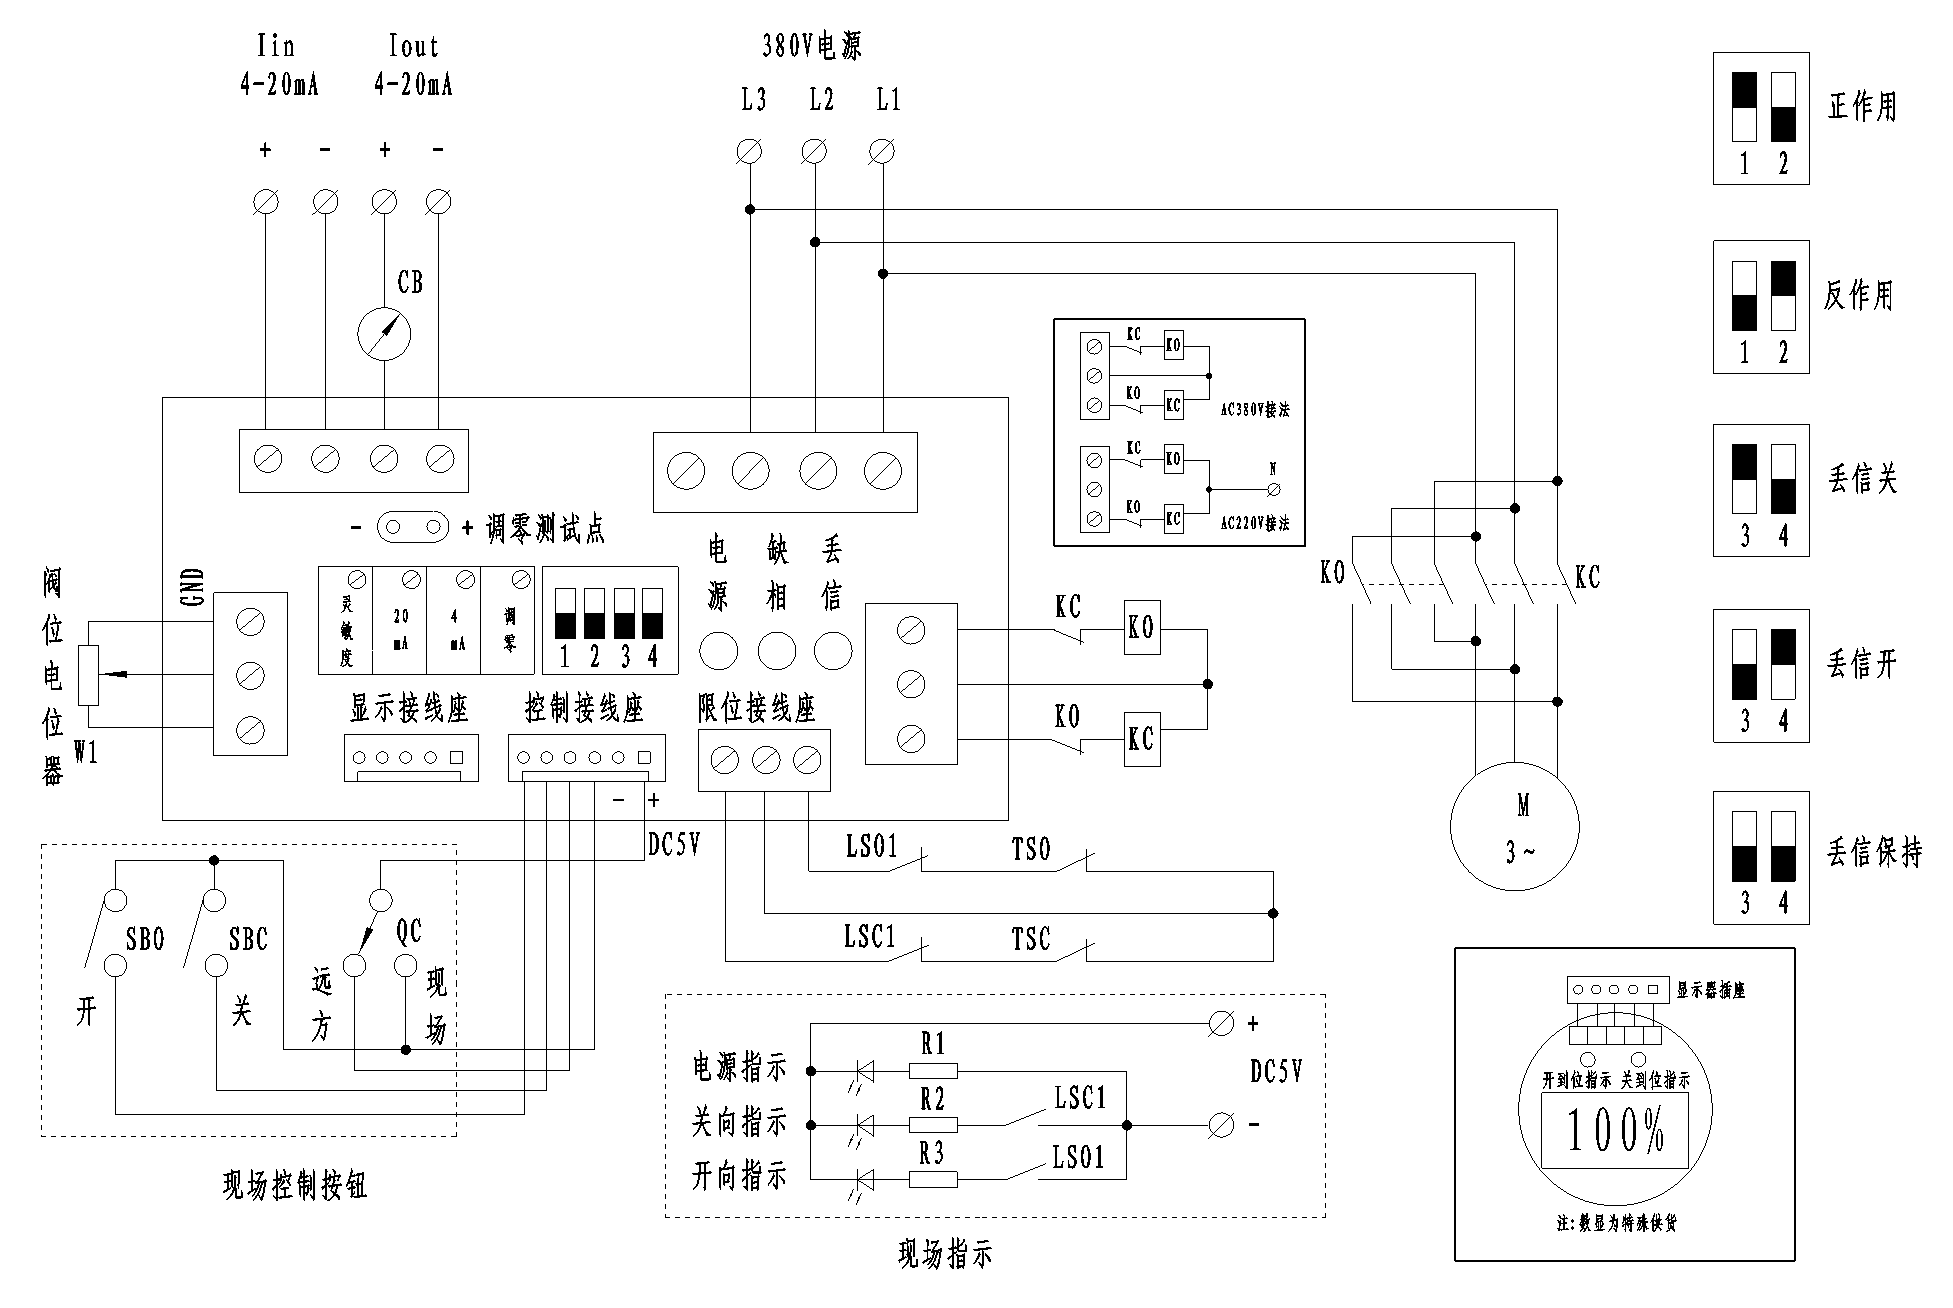 Iin Iout
4-20mA 4-20mA
+ - + -
380V电源
L3 L2 L1
CB
KC KO
KO KC
AC380V接法
KC KO
KO KC
N
AC220V接法
- + 调零测试点
GND
阀位电位器
W1
灵敏度
20mA
4mA
调零
1 2 3 4
电源
缺相
丢信
显示接线座
控制接线座
限位接线座
- +
DC5V
KC KO
KO KC
KO KC
M
3~
LSO1 TSO
LSC1 TSC
SBO SBC QC
开 关 远方 现场
现场控制按钮
电源指示 R1
关向指示 R2 LSC1
开向指示 R3 LSO1
+
DC5V
-
现场指示
1 2
正作用
1 2
反作用
3 4
丢信关
3 4
丢信开
3 4
丢信保持
显示器插座
开到位指示 关到位指示
100%
注:数显为特殊供货